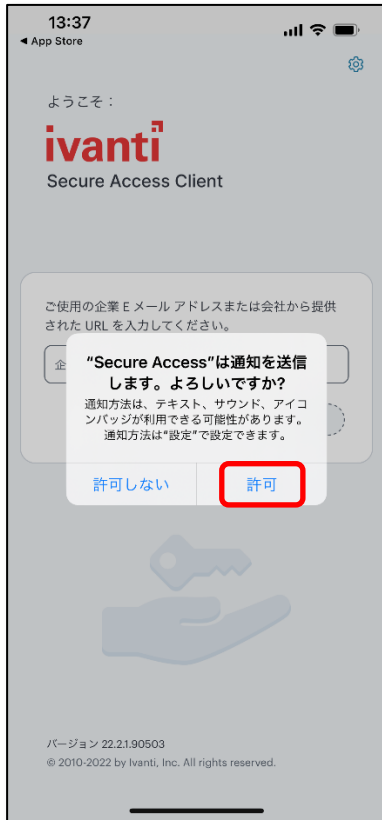 13:37
◀ App Store
ようこそ：
ivanti
Secure Access Client
ご使用の企業 E メール アドレスまたは会社から提供
された URL を入力してください。
企
“Secure Access”は通知を送信
します。よろしいですか?
通知方法は、テキスト、サウンド、アイコ
ンバッジが利用できる可能性があります。
通知方法は“設定”で設定できます。
許可しない
許可
バージョン 22.2.1.90503
© 2010-2022 by Ivanti, Inc. All rights reserved.